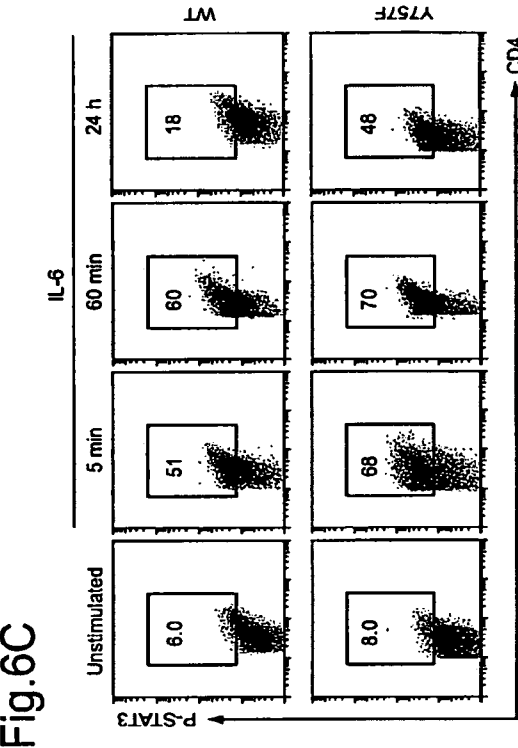 Fig.6C
IL-6
Unstimulated 5 min 60 min 24 h
6.0 51 60 18 WT
8.0 68 70 48 Y757F
P-STAT3
CD4